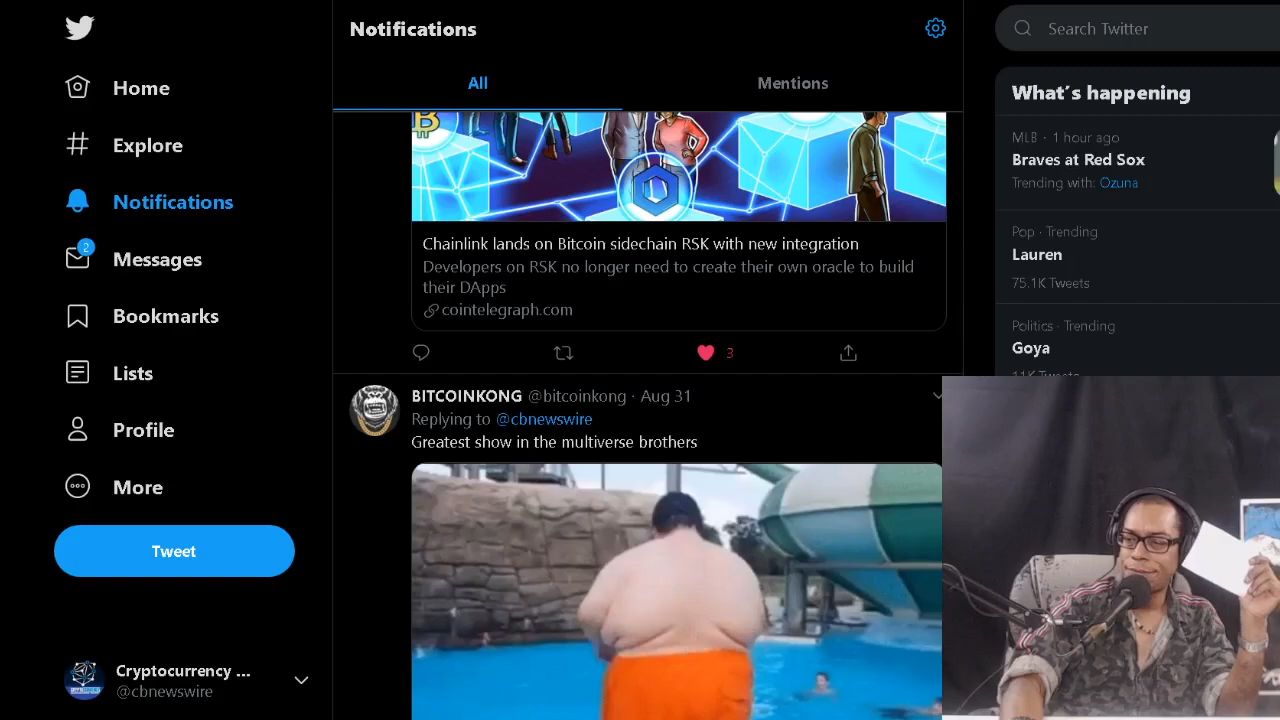 Home
Explore
Notifications
2
Messages
Bookmarks
Lists
Profile
More
Tweet
Cryptocurrency ...
@cbnewswire
Notifications
All
Mentions
Chainlink lands on Bitcoin sidechain RSK with new integration
Developers on RSK no longer need to create their own oracle to build
their DApps
cointelegraph.com
3
BITCOINKONG @bitcoinkong · Aug 31
Replying to @cbnewswire
Greatest show in the multiverse brothers
Search Twitter
What's happening
MLB · 1 hour ago
Braves at Red Sox
Trending with: Ozuna
Pop · Trending
Lauren
75.1K Tweets
Politics · Trending
Goya
11K Tweets